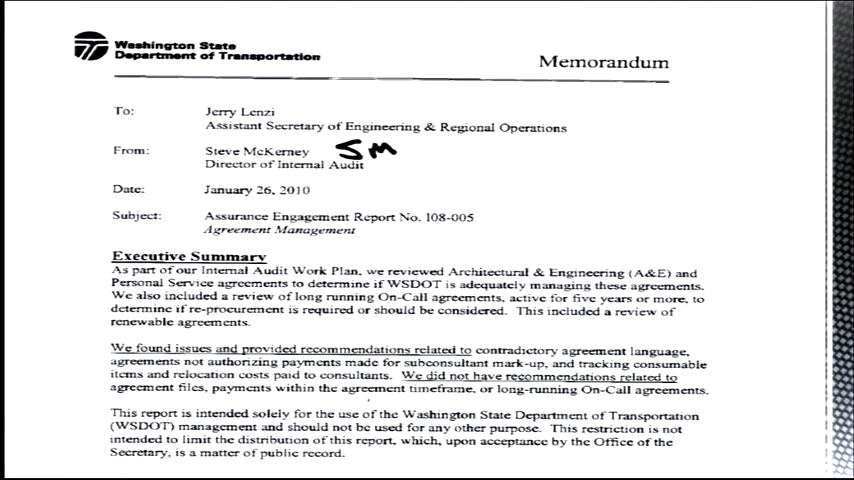 Washington State
Department of Transportation
Memorandum
To: Jerry Lenzi
Assistant Secretary of Engineering & Regional Operations
From: Steve McKerney SM
Director of Internal Audit
Date: January 26, 2010
Subject: Assurance Engagement Report No. I08-005
Agreement Management
Executive Summary
As part of our Internal Audit Work Plan, we reviewed Architectural & Engineering (A&E) and
Personal Service agreements to determine if WSDOT is adequately managing these agreements.
We also included a review of long running On-Call agreements, active for five years or more, to
determine if re-procurement is required or should be considered. This included a review of
renewable agreements.
We found issues and provided recommendations related to contradictory agreement language,
agreements not authorizing payments made for subconsultant mark-up, and tracking consumable
items and relocation costs paid to consultants. We did not have recommendations related to
agreement files, payments within the agreement timeframe, or long-running On-Call agreements.
This report is intended solely for the use of the Washington State Department of Transportation
(WSDOT) management and should not be used for any other purpose. This restriction is not
intended to limit the distribution of this report, which, upon acceptance by the Office of the
Secretary, is a matter of public record.